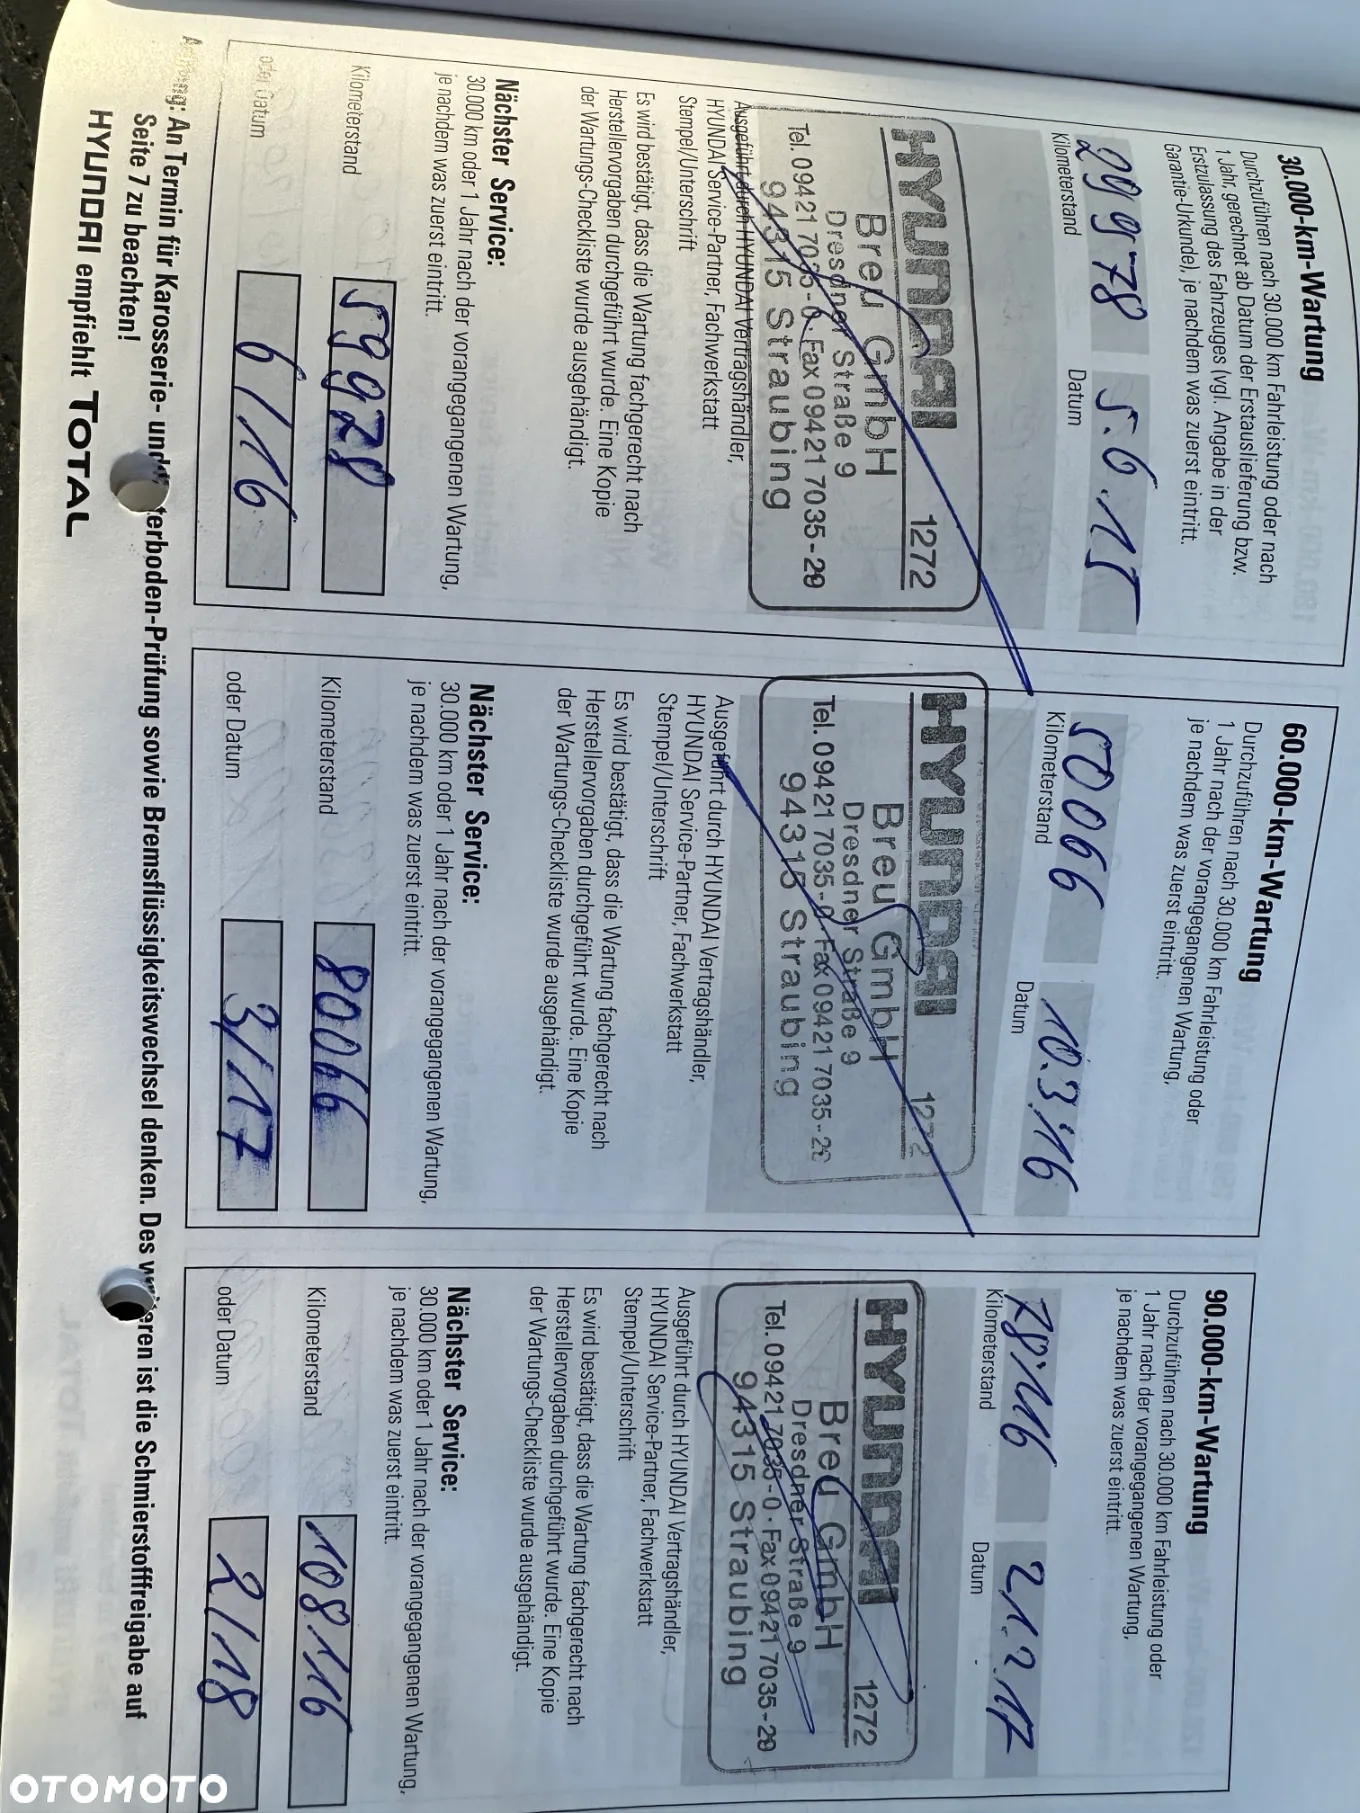 30.000-km-Wartung
Durchzuführen nach 30.000 km Fahrleistung oder nach
1 Jahr, gerechnet ab Datum der Erstauslieferung bzw.
Erstzulassung des Fahrzeuges (vgl. Angabe in der
Garantie-Urkunde), je nachdem was zuerst eintritt.
29978 5.6.15
Kilometerstand Datum
HYUNDAI 1272
Breu GmbH
Dresdner Straße 9
Tel. 09421 7035-0 · Fax 09421 7035-29
94315 Straubing
Ausgeführt durch HYUNDAI Vertragshändler,
HYUNDAI Service-Partner, Fachwerkstatt
Stempel/Unterschrift
Es wird bestätigt, dass die Wartung fachgerecht nach
Herstellervorgaben durchgeführt wurde. Eine Kopie
der Wartungs-Checkliste wurde ausgehändigt.
Nächster Service:
30.000 km oder 1 Jahr nach der vorangegangenen Wartung,
je nachdem was zuerst eintritt.
Kilometerstand 59978
oder Datum 6/16
60.000-km-Wartung
Durchzuführen nach 30.000 km Fahrleistung oder
1 Jahr nach der vorangegangenen Wartung,
je nachdem was zuerst eintritt.
50066 10.3.16
Kilometerstand Datum
HYUNDAI 1272
Breu GmbH
Dresdner Straße 9
Tel. 09421 7035-0 · Fax 09421 7035-29
94315 Straubing
Ausgeführt durch HYUNDAI Vertragshändler,
HYUNDAI Service-Partner, Fachwerkstatt
Stempel/Unterschrift
Es wird bestätigt, dass die Wartung fachgerecht nach
Herstellervorgaben durchgeführt wurde. Eine Kopie
der Wartungs-Checkliste wurde ausgehändigt.
Nächster Service:
30.000 km oder 1 Jahr nach der vorangegangenen Wartung,
je nachdem was zuerst eintritt.
Kilometerstand 80066
oder Datum 3/17
90.000-km-Wartung
Durchzuführen nach 30.000 km Fahrleistung oder
1 Jahr nach der vorangegangenen Wartung,
je nachdem was zuerst eintritt.
78116 21.2.17
Kilometerstand Datum
HYUNDAI 1272
Breu GmbH
Dresdner Straße 9
Tel. 09421 7035-0 · Fax 09421 7035-29
94315 Straubing
Ausgeführt durch HYUNDAI Vertragshändler,
HYUNDAI Service-Partner, Fachwerkstatt
Stempel/Unterschrift
Es wird bestätigt, dass die Wartung fachgerecht nach
Herstellervorgaben durchgeführt wurde. Eine Kopie
der Wartungs-Checkliste wurde ausgehändigt.
Nächster Service:
30.000 km oder 1 Jahr nach der vorangegangenen Wartung,
je nachdem was zuerst eintritt.
Kilometerstand 108116
oder Datum 2/18
An Termin für Karosserie- und terboden-Prüfung sowie Bremsflüssigkeitswechsel denken. Des ist die Schmierstofffreigabe auf
Seite 7 zu beachten!
HYUNDAI empfiehlt TOTAL
OTOMOTO